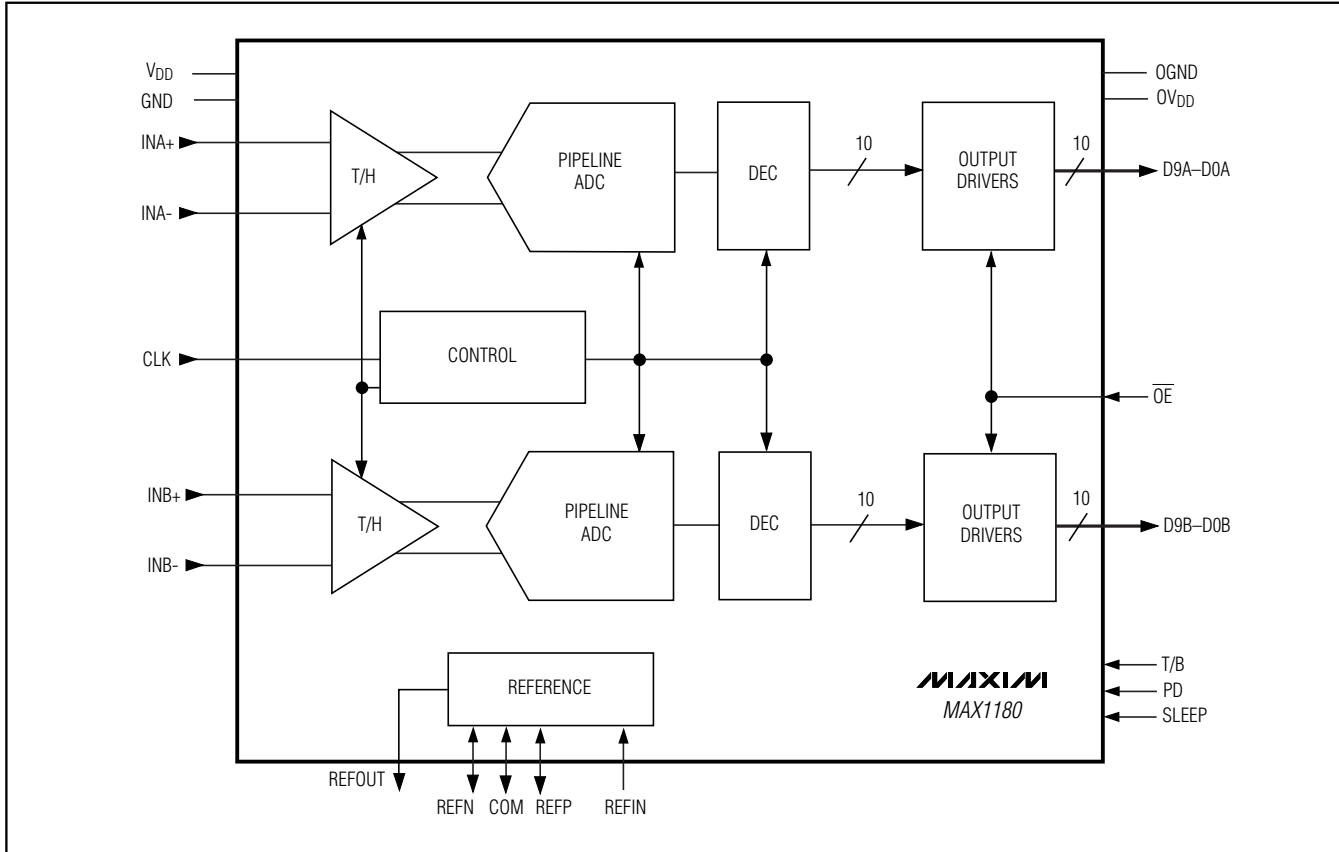 VDD
GND
INA+
INA-
CLK
INB+
INB-
T/H
PIPELINE
ADC
DEC
10
OUTPUT
DRIVERS
10
OGND
OVDD
D9A–D0A
CONTROL
OE
T/H
PIPELINE
ADC
DEC
10
OUTPUT
DRIVERS
10
D9B–D0B
REFERENCE
MAXIM
MAX1180
T/B
PD
SLEEP
REFOUT
REFN
COM
REFP
REFIN